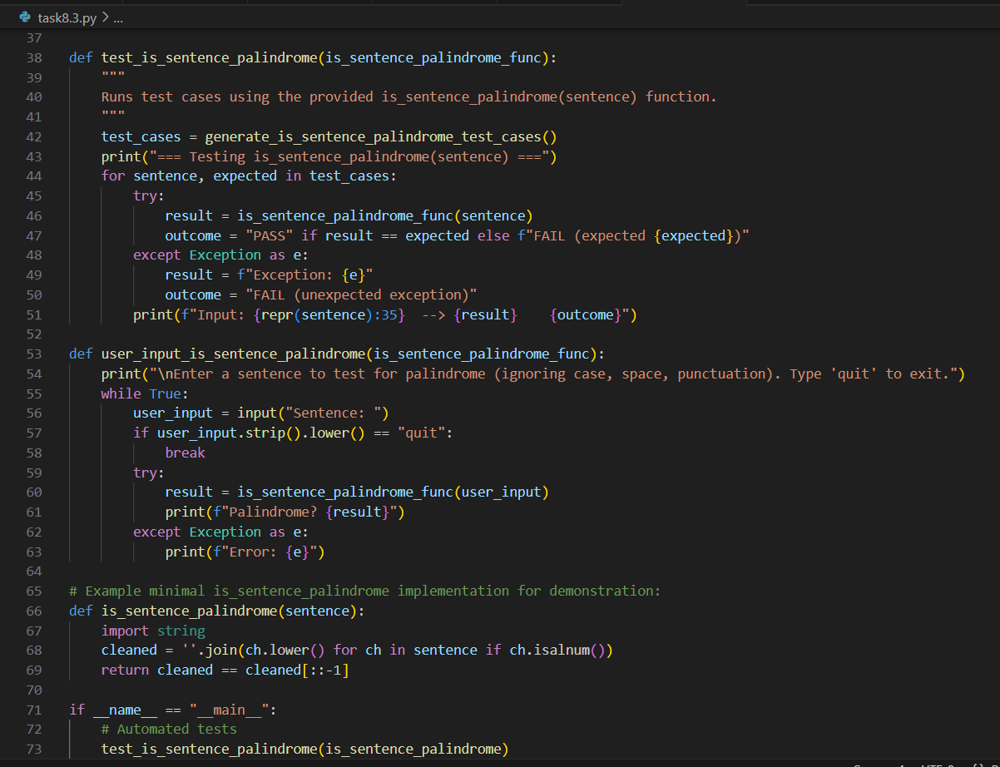 task8.3.py > ...
37
38 def test_is_sentence_palindrome(is_sentence_palindrome_func):
39     """
40     Runs test cases using the provided is_sentence_palindrome(sentence) function.
41     """
42     test_cases = generate_is_sentence_palindrome_test_cases()
43     print("=== Testing is_sentence_palindrome(sentence) ===")
44     for sentence, expected in test_cases:
45         try:
46             result = is_sentence_palindrome_func(sentence)
47             outcome = "PASS" if result == expected else f"FAIL (expected {expected})"
48         except Exception as e:
49             result = f"Exception: {e}"
50             outcome = "FAIL (unexpected exception)"
51         print(f"Input: {repr(sentence):35}  --> {result}    {outcome}")
52
53 def user_input_is_sentence_palindrome(is_sentence_palindrome_func):
54     print("\nEnter a sentence to test for palindrome (ignoring case, space, punctuation). Type 'quit' to exit.")
55     while True:
56         user_input = input("Sentence: ")
57         if user_input.strip().lower() == "quit":
58             break
59         try:
60             result = is_sentence_palindrome_func(user_input)
61             print(f"Palindrome? {result}")
62         except Exception as e:
63             print(f"Error: {e}")
64
65 # Example minimal is_sentence_palindrome implementation for demonstration:
66 def is_sentence_palindrome(sentence):
67     import string
68     cleaned = ''.join(ch.lower() for ch in sentence if ch.isalnum())
69     return cleaned == cleaned[::-1]
70
71 if __name__ == "__main__":
72     # Automated tests
73     test_is_sentence_palindrome(is_sentence_palindrome)